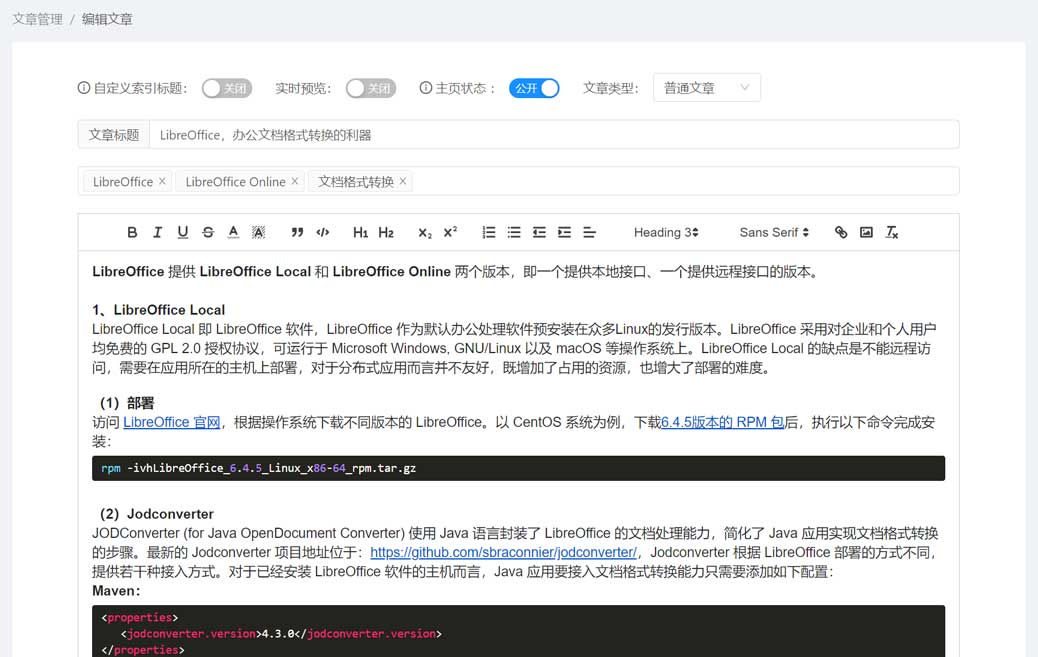 文章管理 / 编辑文章
自定义索引标题： 关闭 实时预览： 关闭 主页状态： 公开 文章类型： 普通文章
文章标题 LibreOffice，办公文档格式转换的利器
LibreOffice × LibreOffice Online × 文档格式转换 ×
B I U S A A ” </> H1 H2 X2 X2 Heading 3 Sans Serif Tx
LibreOffice 提供 LibreOffice Local 和 LibreOffice Online 两个版本，即一个提供本地接口、一个提供远程接口的版本。
1、LibreOffice Local
LibreOffice Local 即 LibreOffice 软件，LibreOffice 作为默认办公处理软件预安装在众多Linux的发行版本。LibreOffice 采用对企业和个人用户
均免费的 GPL 2.0 授权协议，可运行于 Microsoft Windows, GNU/Linux 以及 macOS 等操作系统上。LibreOffice Local 的缺点是不能远程访
问，需要在应用所在的主机上部署，对于分布式应用而言并不友好，既增加了占用的资源，也增大了部署的难度。
（1）部署
访问 LibreOffice 官网，根据操作系统下载不同版本的 LibreOffice。以 CentOS 系统为例，下载6.4.5版本的 RPM 包后，执行以下命令完成安
装：
rpm -ivhLibreOffice_6.4.5_Linux_x86-64_rpm.tar.gz
（2）Jodconverter
JODConverter (for Java OpenDocument Converter) 使用 Java 语言封装了 LibreOffice 的文档处理能力，简化了 Java 应用实现文档格式转换
的步骤。最新的 Jodconverter 项目地址位于：https://github.com/sbraconnier/jodconverter/，Jodconverter 根据 LibreOffice 部署的方式不同，
提供若干种接入方式。对于已经安装 LibreOffice 软件的主机而言，Java 应用要接入文档格式转换能力只需要添加如下配置：
Maven：
<properties>
<jodconverter.version>4.3.0</jodconverter.version>
</properties>